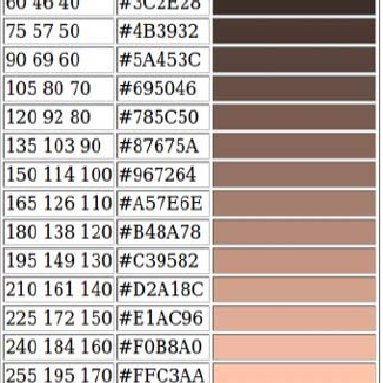 60 46 40 #3C2E28
75 57 50 #4B3932
90 69 60 #5A453C
105 80 70 #695046
120 92 80 #785C50
135 103 90 #87675A
150 114 100 #967264
165 126 110 #A57E6E
180 138 120 #B48A78
195 149 130 #C39582
210 161 140 #D2A18C
225 172 150 #E1AC96
240 184 160 #F0B8A0
255 195 170 #FFC3AA